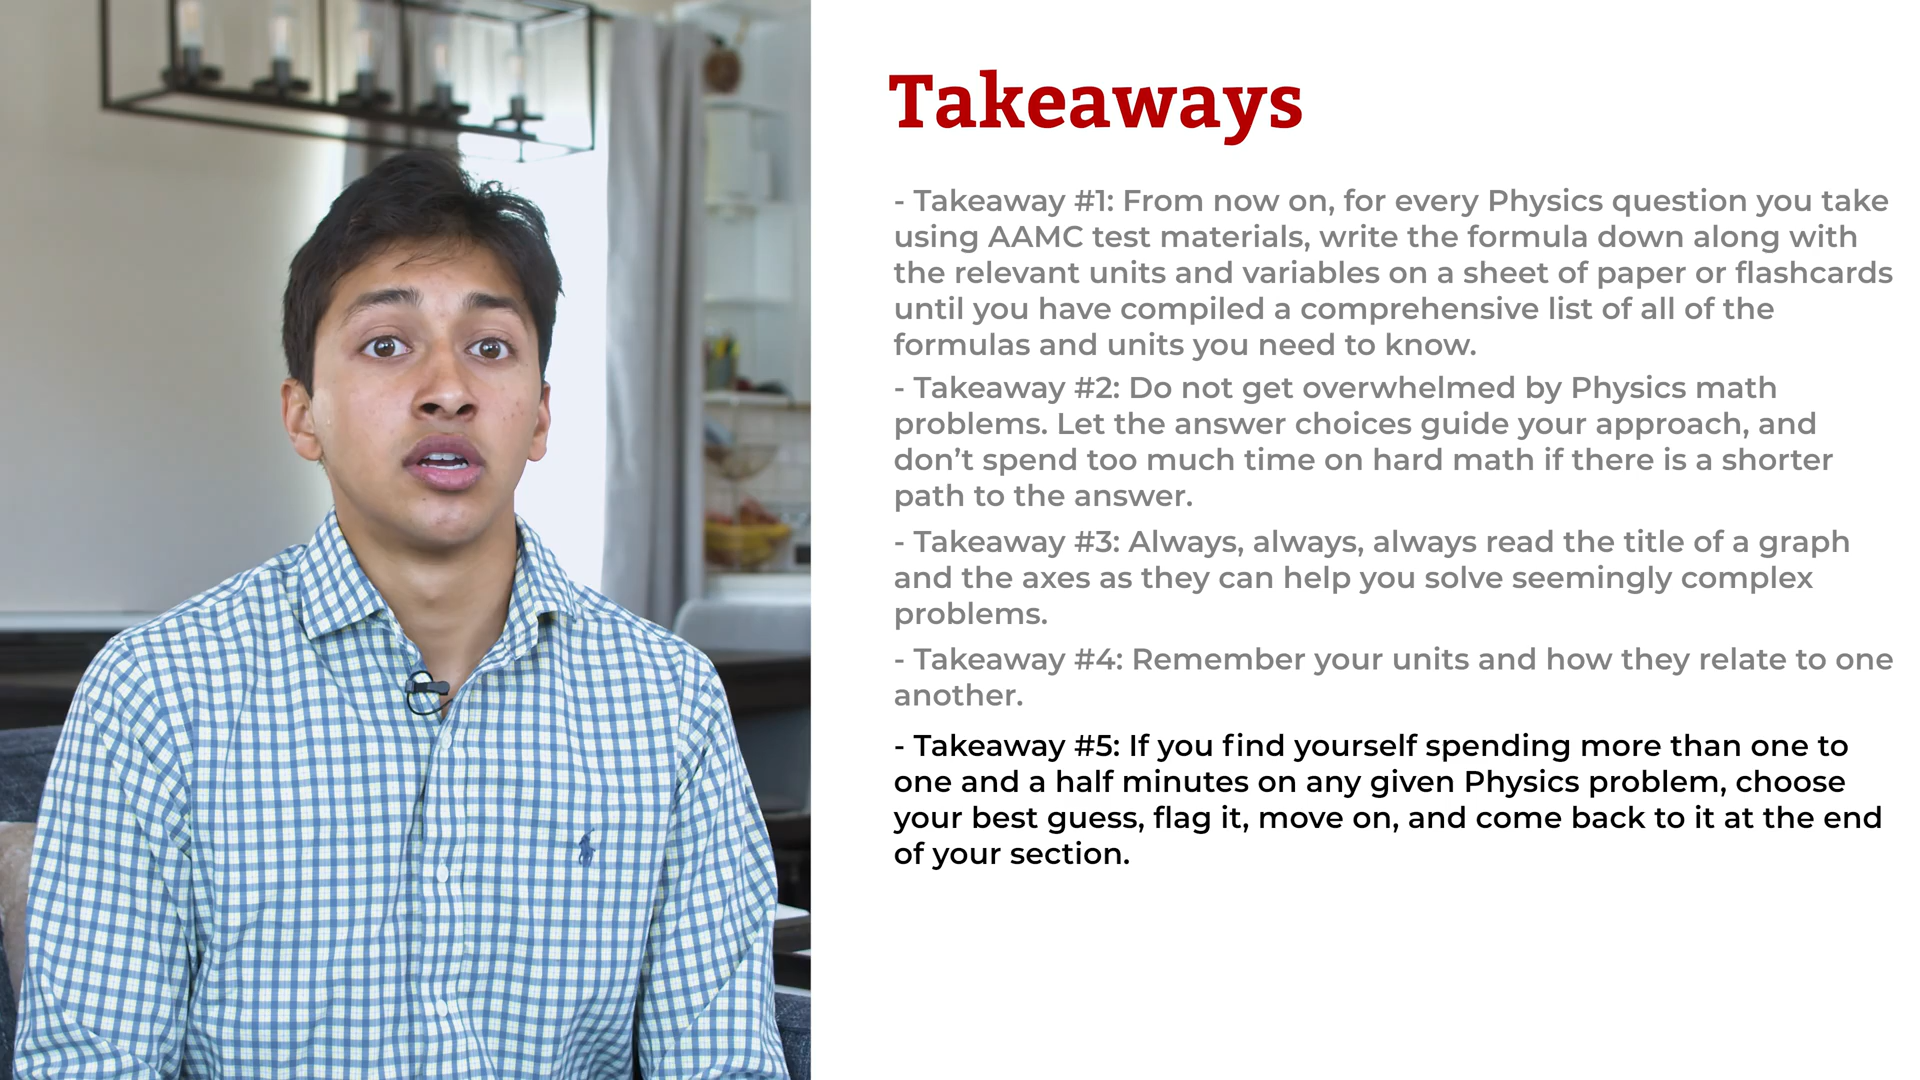 Takeaways
- Takeaway #1: From now on, for every Physics question you take
using AAMC test materials, write the formula down along with
the relevant units and variables on a sheet of paper or flashcards
until you have compiled a comprehensive list of all of the
formulas and units you need to know.
- Takeaway #2: Do not get overwhelmed by Physics math
problems. Let the answer choices guide your approach, and
don’t spend too much time on hard math if there is a shorter
path to the answer.
- Takeaway #3: Always, always, always read the title of a graph
and the axes as they can help you solve seemingly complex
problems.
- Takeaway #4: Remember your units and how they relate to one
another.
- Takeaway #5: If you find yourself spending more than one to
one and a half minutes on any given Physics problem, choose
your best guess, flag it, move on, and come back to it at the end
of your section.